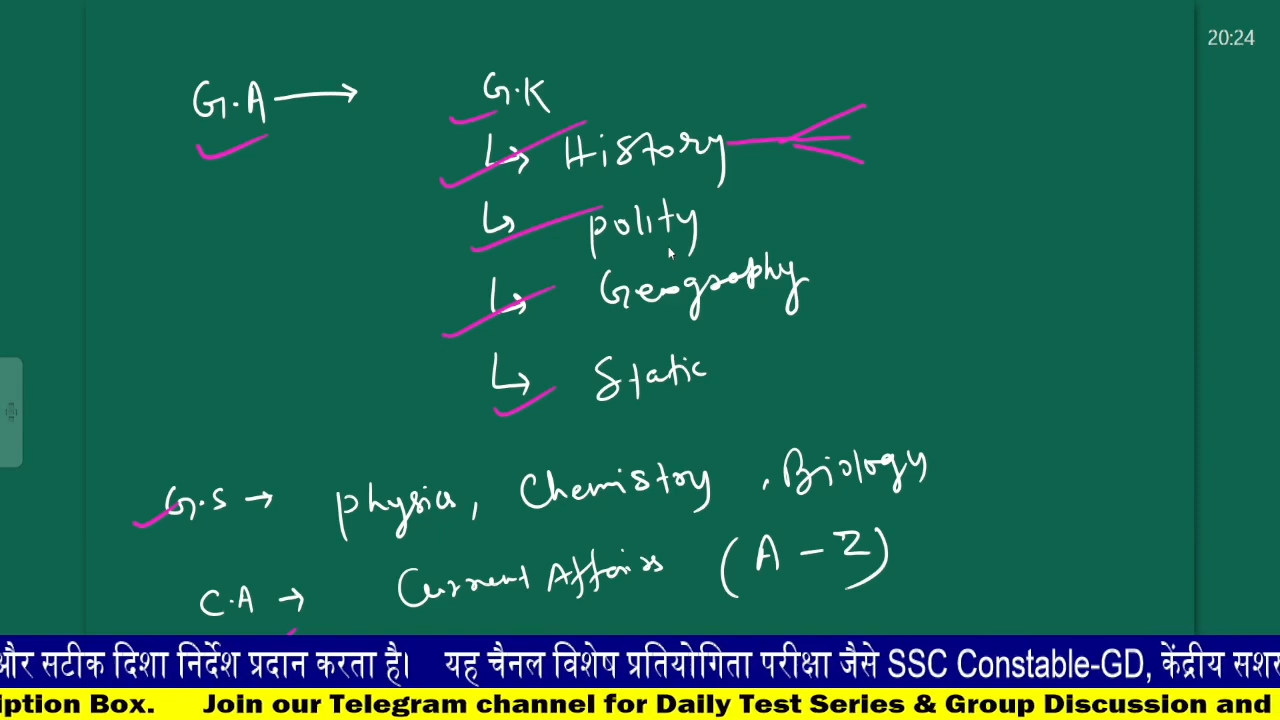 20:24
G.A → G.K
↳ History
↳ polity
↳ Geography
↳ Static
G.S → physics, Chemistry, Biology
C.A → Current Affairs (A - Z)
और सटीक दिशा निर्देश प्रदान करता है। यह चैनल विशेष प्रतियोगिता परीक्षा जैसे SSC Constable-GD, केंद्रीय सशस
iption Box. Join our Telegram channel for Daily Test Series & Group Discussion and